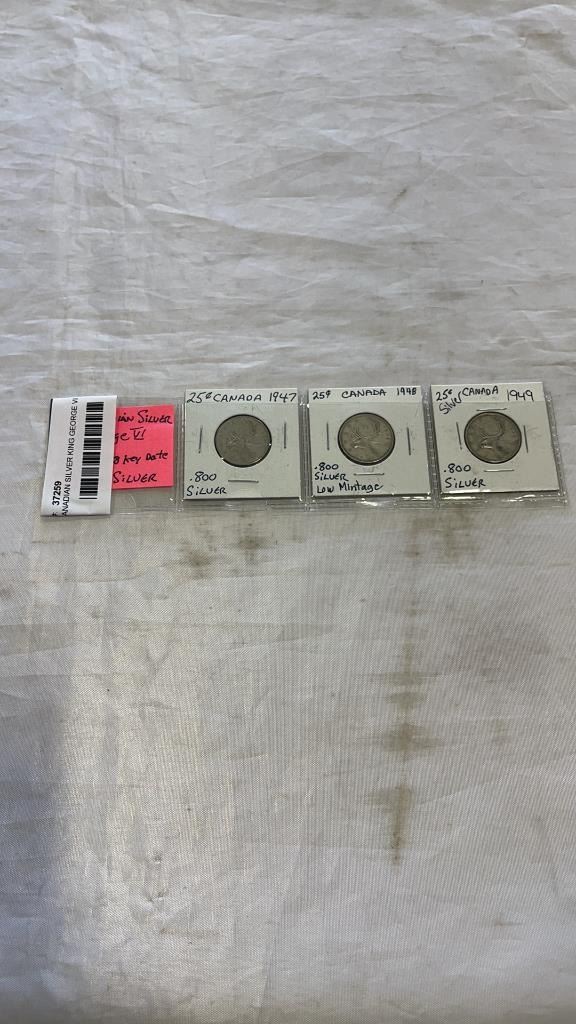 37259
ANADIAN SILVER KING GEORGE VI
IAN SILVER
ge VI
8 Key Date
SILVER
25¢ CANADA 1947
.800
SILVER
25¢ CANADA 1948
.800
SILVER
LOW Mintage
25¢ CANADA 1949
Silver
.800
SILVER